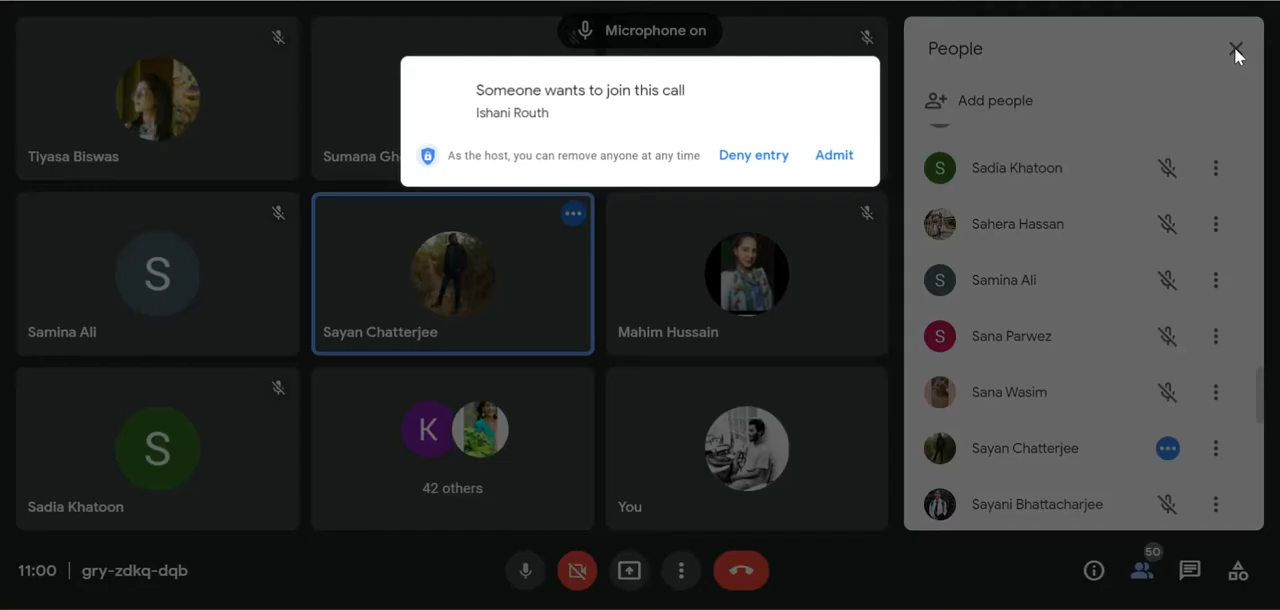 Microphone on
Someone wants to join this call
Ishani Routh
As the host, you can remove anyone at any time
Deny entry
Admit
Tiyasa Biswas
Sumana Gh
Samina Ali
S
Sayan Chatterjee
Mahim Hussain
S
Sadia Khatoon
K
42 others
You
People
Add people
S
Sadia Khatoon
Sahera Hassan
S
Samina Ali
S
Sana Parwez
Sana Wasim
Sayan Chatterjee
Sayani Bhattacharjee
11:00 | gry-zdkq-dqb
50